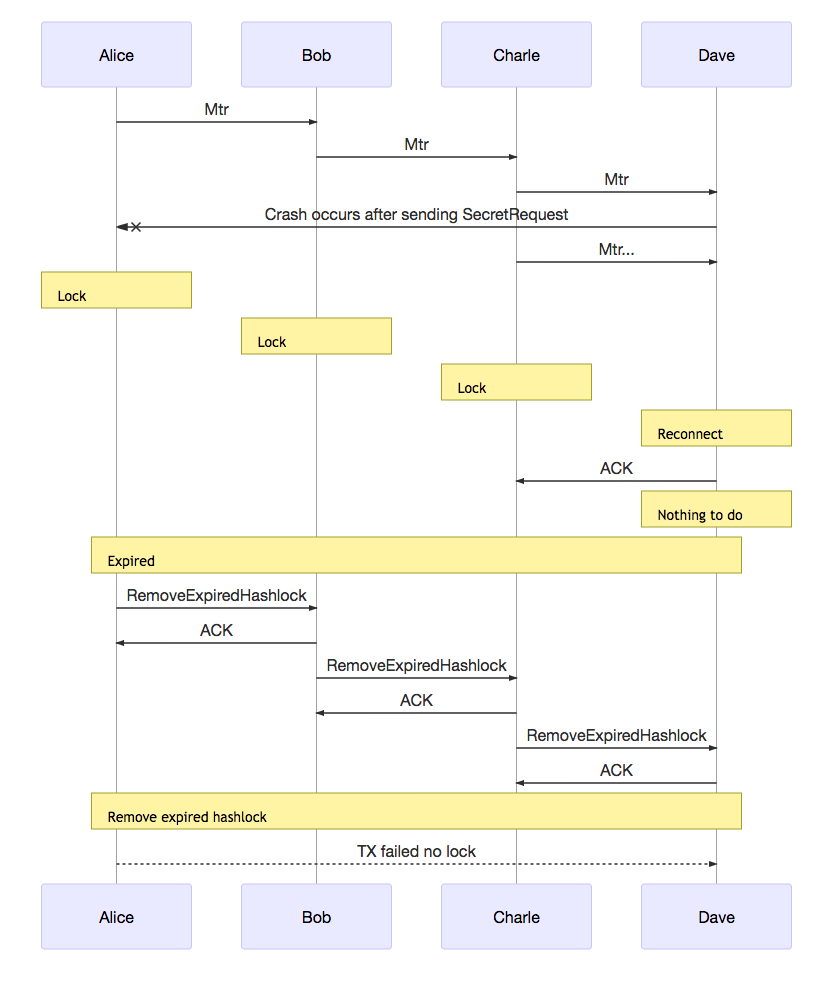 Alice Bob Charle Dave
Mtr
Mtr
Mtr
Crash occurs after sending SecretRequest
Mtr...
Lock
Lock
Lock
Reconnect
ACK
Nothing to do
Expired
RemoveExpiredHashlock
ACK
RemoveExpiredHashlock
ACK
RemoveExpiredHashlock
ACK
Remove expired hashlock
TX failed no lock
Alice Bob Charle Dave